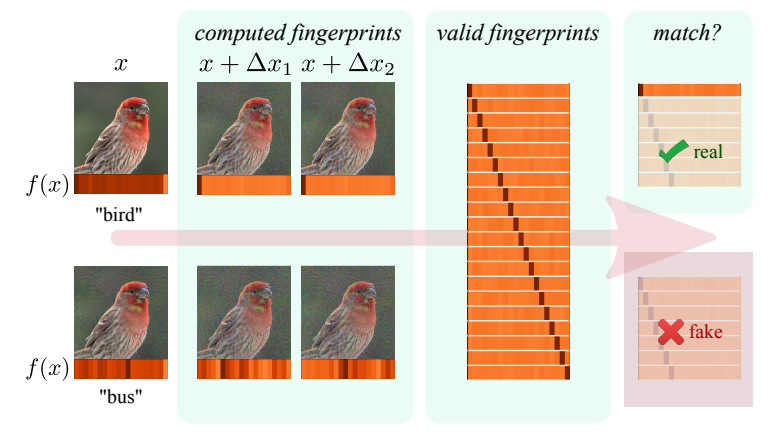 computed fingerprints
valid fingerprints
match?
x
x + Δx₁
x + Δx₂
f(x)
"bird"
real
f(x)
"bus"
fake